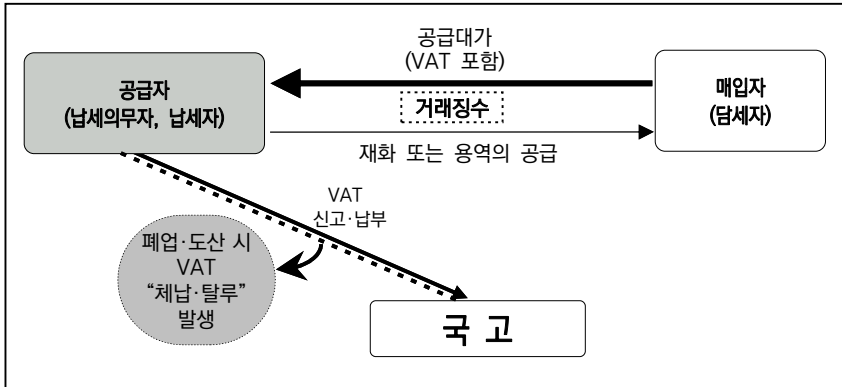 공급대가
(VAT 포함)
공급자
(납세의무자, 납세자)
매입자
(담세자)
거래징수
재화 또는 용역의 공급
VAT
신고·납부
폐업·도산 시
VAT
“체납·탈루”
발생
국 고